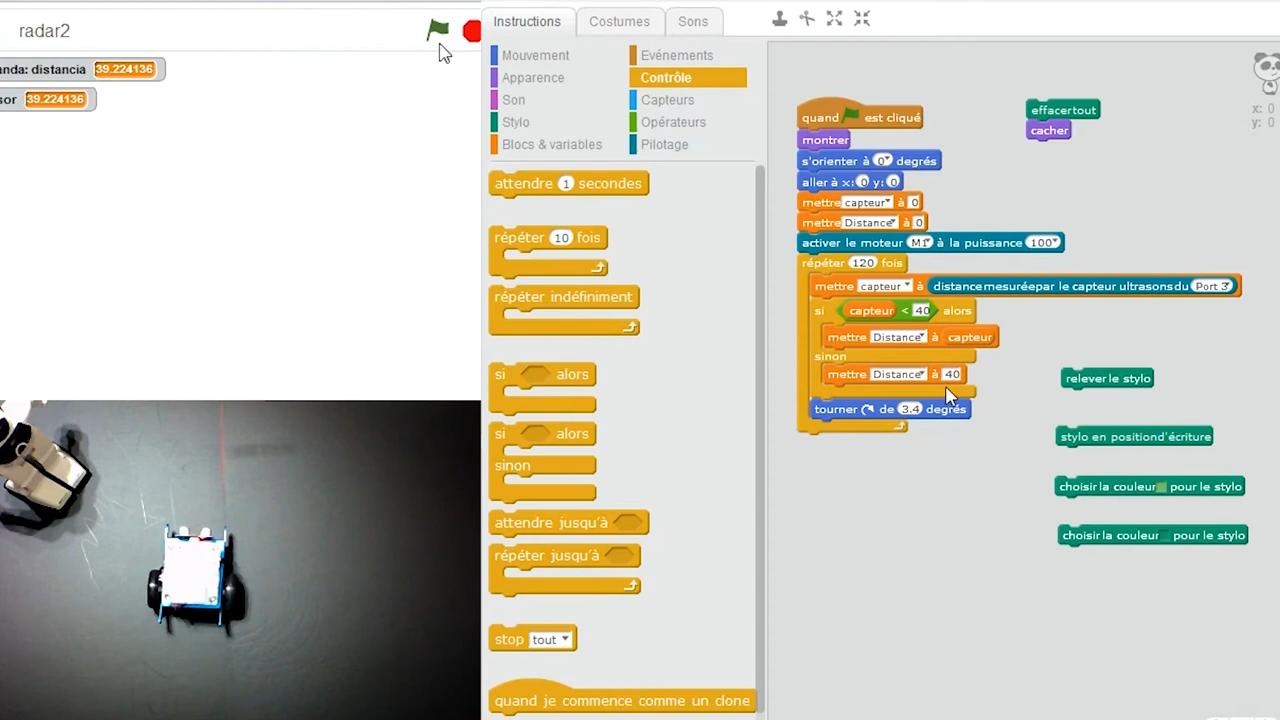 radar2
nda: distancia 39.224136
sor 39.224136
Instructions Costumes Sons
Mouvement Evénements
Apparence Contrôle
Son Capteurs
Stylo Opérateurs
Blocs & variables Pilotage
attendre 1 secondes
répéter 10 fois
répéter indéfiniment
si alors
si alors
sinon
attendre jusqu'à
répéter jusqu'à
stop tout
quand je commence comme un clone
quand est cliqué
montrer
s'orienter à 0 degrés
aller à x: 0 y: 0
mettre capteur à 0
mettre Distance à 0
activer le moteur M1 à la puissance 100
répéter 120 fois
mettre capteur à distance mesurée par le capteur ultrasons du Port 3
si capteur < 40 alors
mettre Distance à capteur
sinon
mettre Distance à 40
tourner de 3.4 degrés
effacer tout
cacher
relever le stylo
stylo en position d'écriture
choisir la couleur pour le stylo
choisir la couleur pour le stylo
x: 0
y: 0